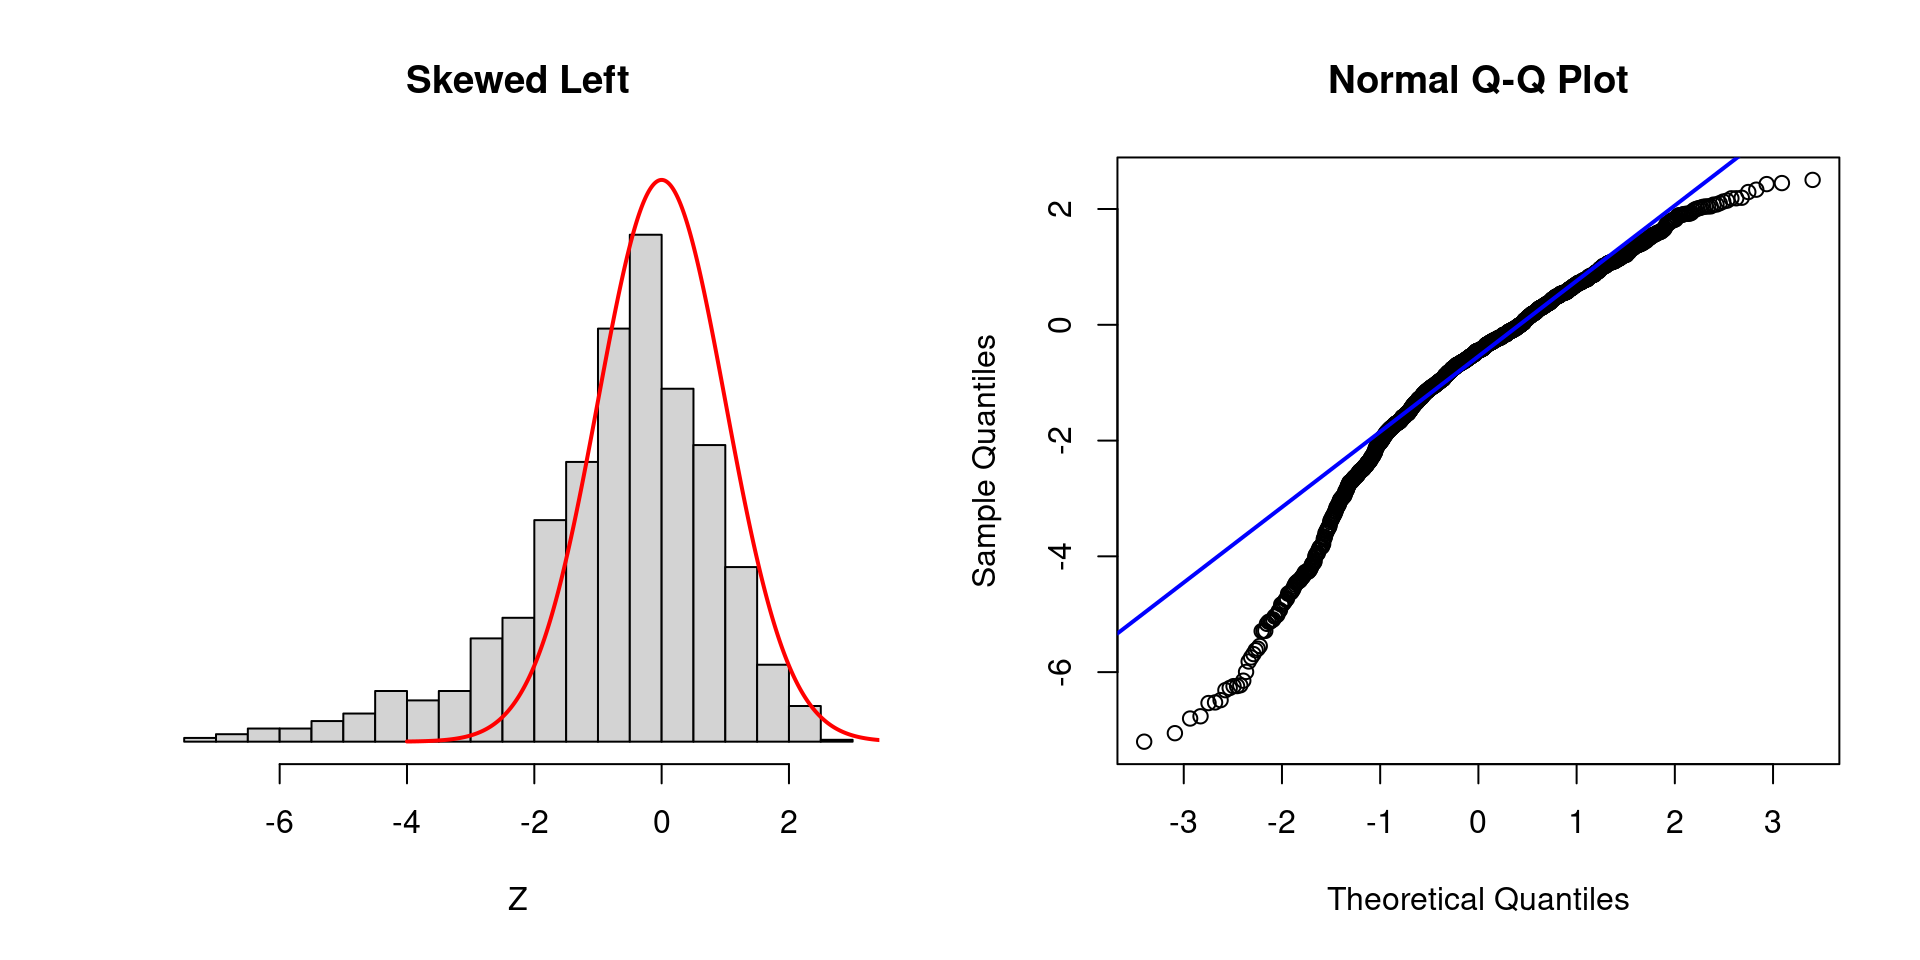 Skewed Left
-6 -4 -2 0 2
Z
Normal Q-Q Plot
Sample Quantiles
2
0
-2
-4
-6
-3 -2 -1 0 1 2 3
Theoretical Quantiles